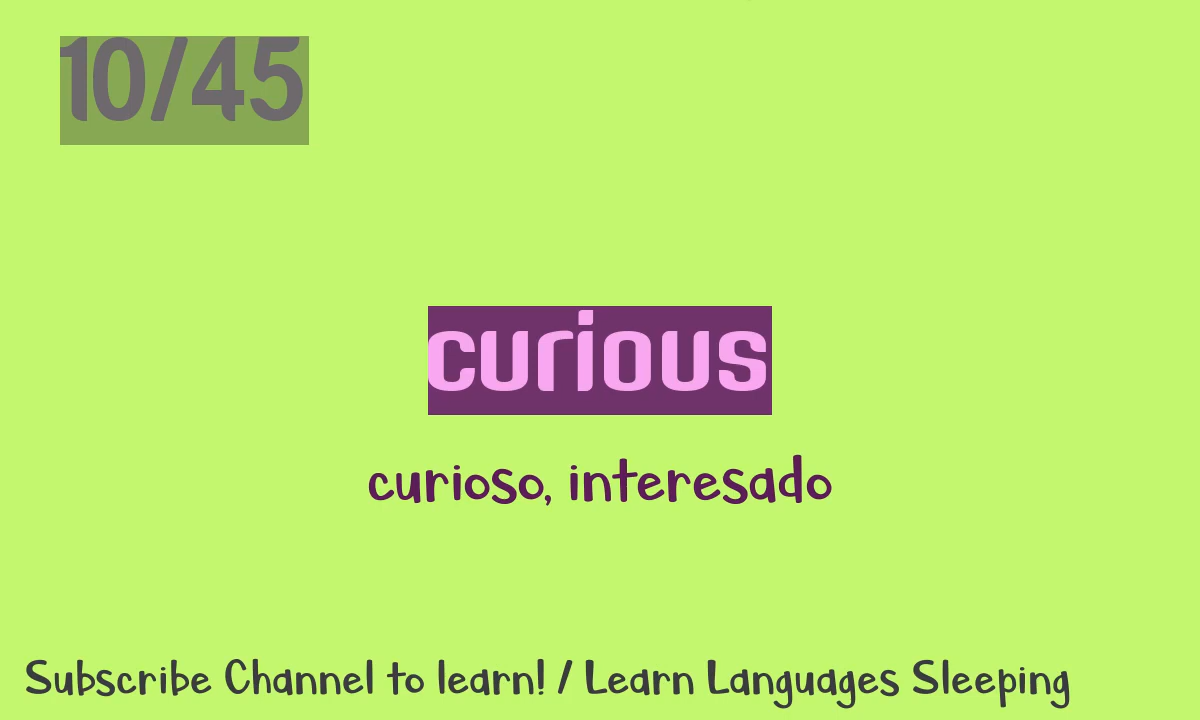 10/45
curious
curioso, interesado
Subscribe Channel to learn! / Learn Languages Sleeping